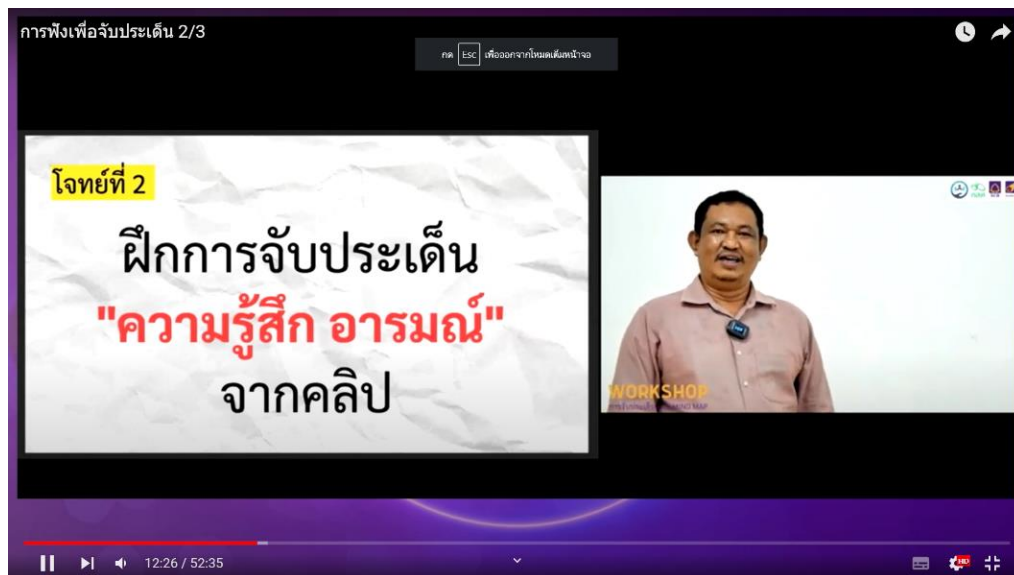 การฟังเพื่อจับประเด็น 2/3
กด Esc เพื่อออกจากโหมดเต็มหน้าจอ
โจทย์ที่ 2
ฝึกการจับประเด็น
"ความรู้สึก อารมณ์"
จากคลิป
WORKSHOP
12:26 / 52:35
HD